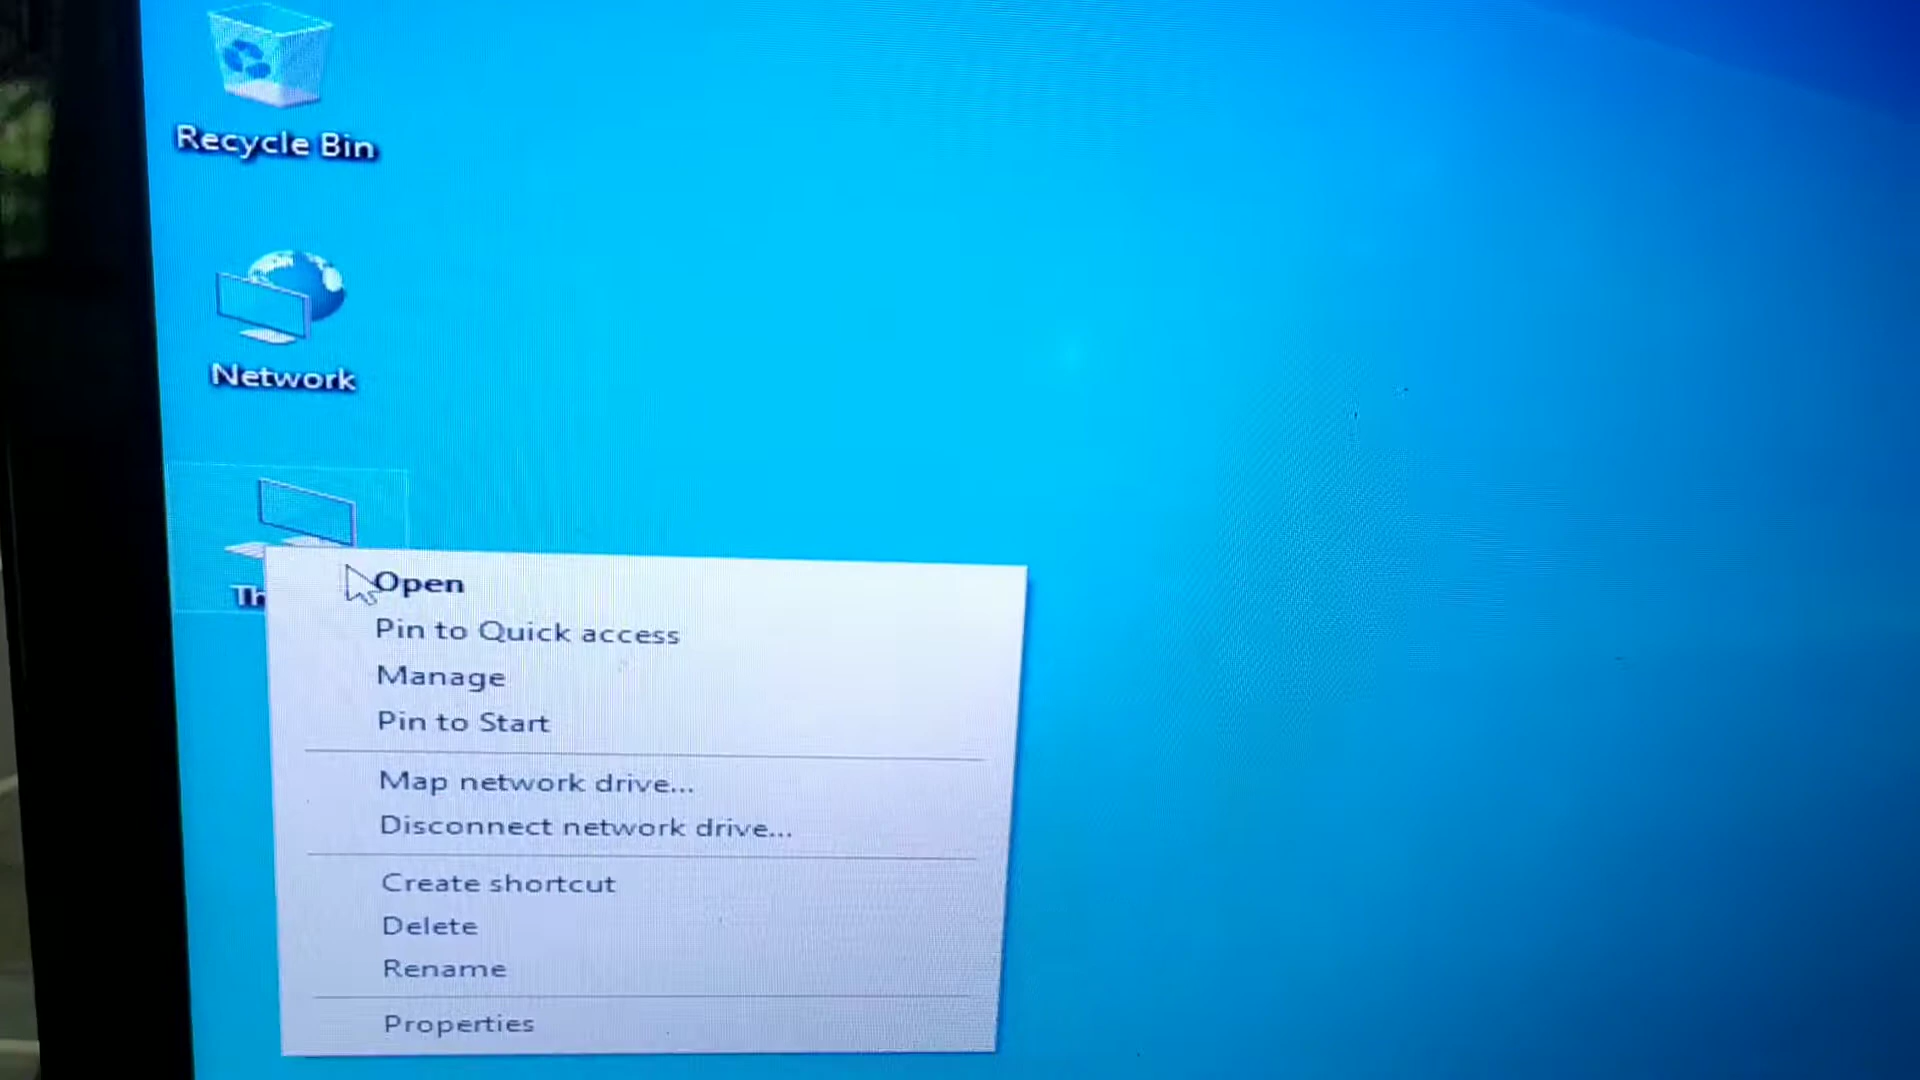 Recycle Bin
Network
Th
Open
Pin to Quick access
Manage
Pin to Start
Map network drive...
Disconnect network drive...
Create shortcut
Delete
Rename
Properties